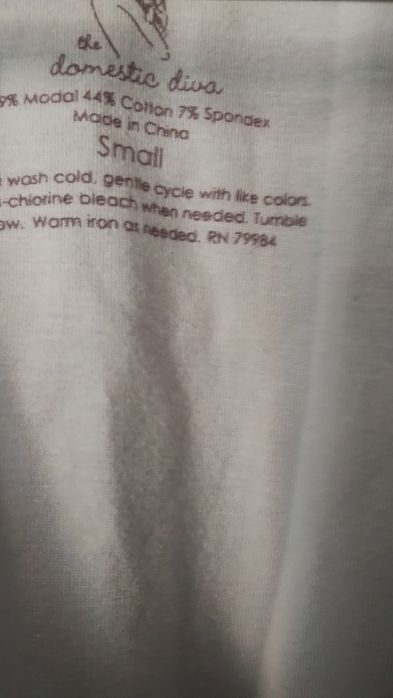 the
domestic diva
9% Modal 44% Cotton 7% Spandex
Made in China
Small
wash cold, gentle cycle with like colors.
-chlorine bleach when needed. Tumble
ow. Warm iron as needed. RN 79984